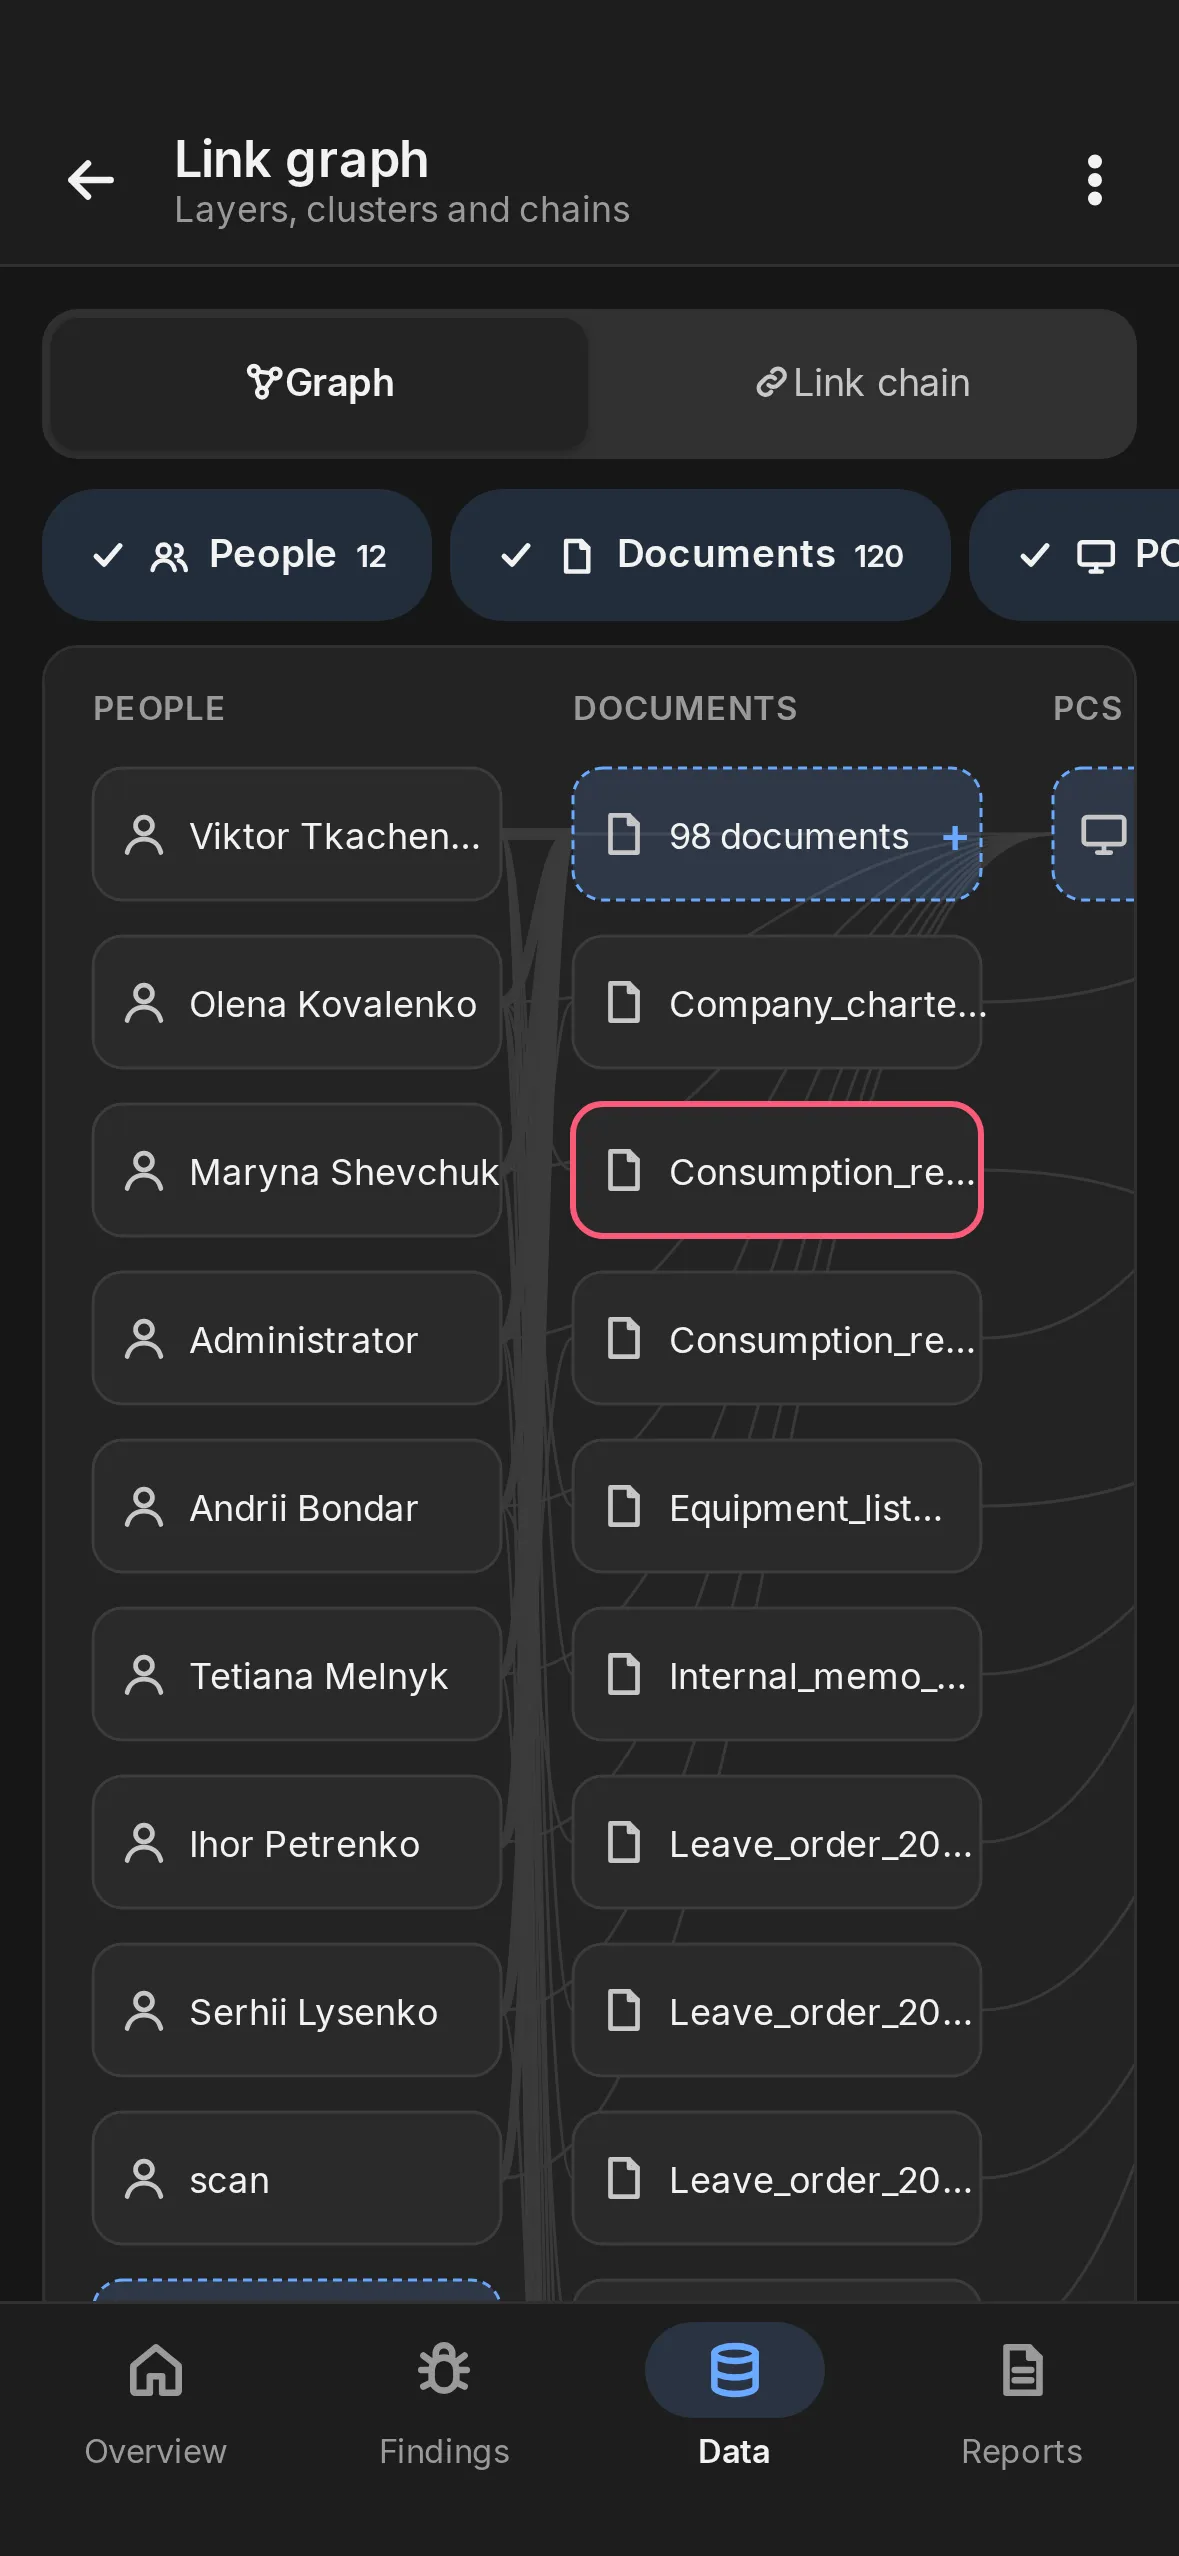 Link graph
Layers, clusters and chains
Graph
Link chain
People 12
Documents 120
PC
PEOPLE
DOCUMENTS
PCS
Viktor Tkachen...
98 documents +
Olena Kovalenko
Company_charte...
Maryna Shevchuk
Consumption_re...
Administrator
Consumption_re...
Andrii Bondar
Equipment_list...
Tetiana Melnyk
Internal_memo_...
Ihor Petrenko
Leave_order_20...
Serhii Lysenko
Leave_order_20...
scan
Leave_order_20...
Overview
Findings
Data
Reports